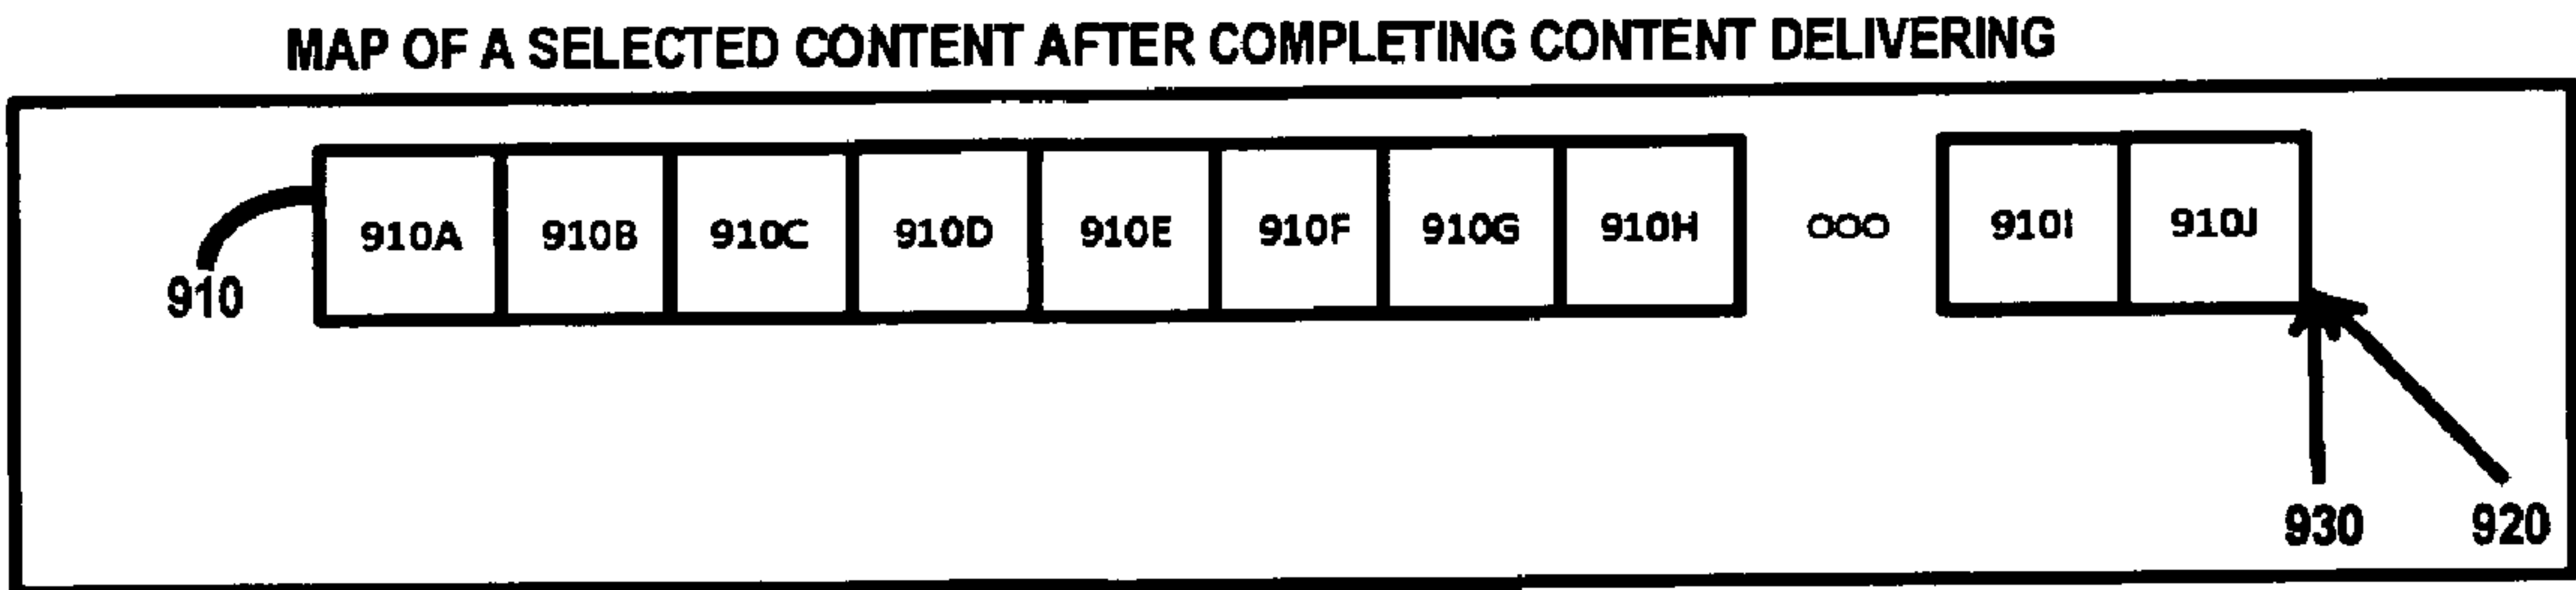 MAP OF A SELECTED CONTENT AFTER COMPLETING CONTENT DELIVERING
910A 910B 910C 910D 910E 910F 910G 910H ooo 910I 910J
910
930 920